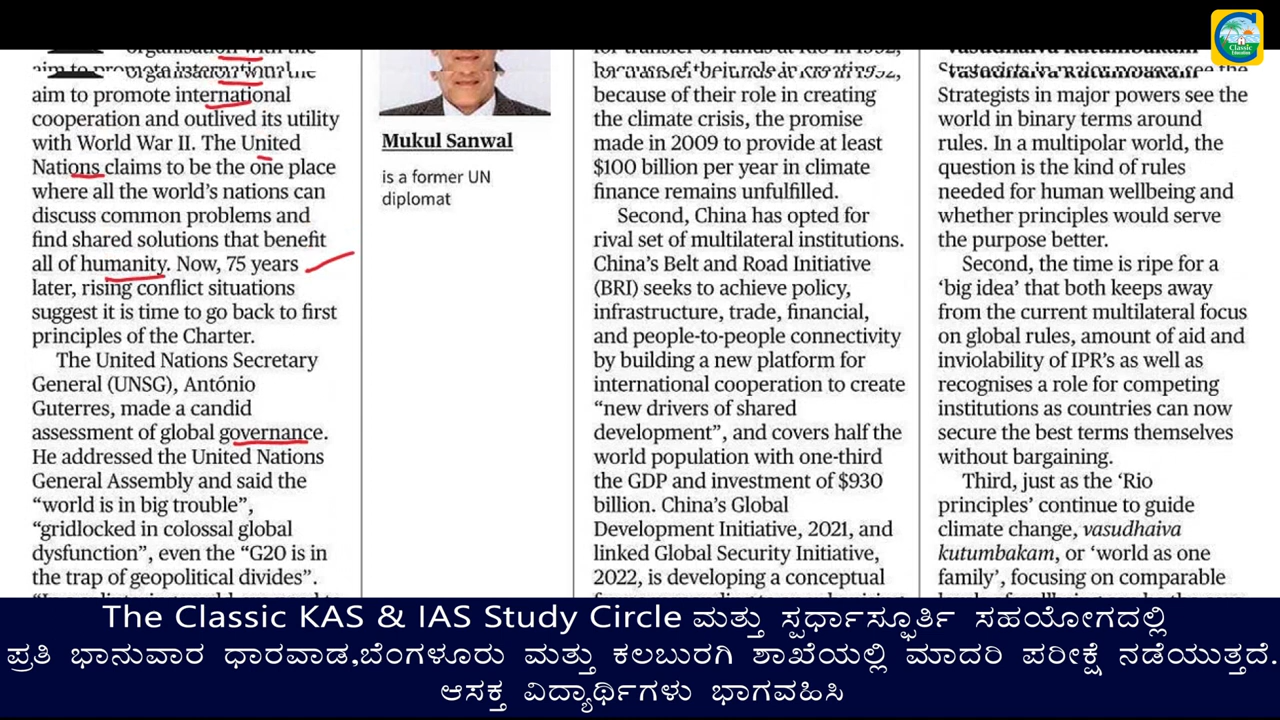 aim to promote international
cooperation and outlived its utility
with World War II. The United
Nations claims to be the one place
where all the world's nations can
discuss common problems and
find shared solutions that benefit
all of humanity. Now, 75 years
later, rising conflict situations
suggest it is time to go back to first
principles of the Charter.
The United Nations Secretary
General (UNSG), António
Guterres, made a candid
assessment of global governance.
He addressed the United Nations
General Assembly and said the
“world is in big trouble”,
“gridlocked in colossal global
dysfunction”, even the “G20 is in
the trap of geopolitical divides”.
Mukul Sanwal
is a former UN
diplomat
because of their role in creating
the climate crisis, the promise
made in 2009 to provide at least
$100 billion per year in climate
finance remains unfulfilled.
Second, China has opted for
rival set of multilateral institutions.
China's Belt and Road Initiative
(BRI) seeks to achieve policy,
infrastructure, trade, financial,
and people-to-people connectivity
by building a new platform for
international cooperation to create
“new drivers of shared
development”, and covers half the
world population with one-third
the GDP and investment of $930
billion. China's Global
Development Initiative, 2021, and
linked Global Security Initiative,
2022, is developing a conceptual
Strategists in major powers see the
world in binary terms around
rules. In a multipolar world, the
question is the kind of rules
needed for human wellbeing and
whether principles would serve
the purpose better.
Second, the time is ripe for a
‘big idea’ that both keeps away
from the current multilateral focus
on global rules, amount of aid and
inviolability of IPR's as well as
recognises a role for competing
institutions as countries can now
secure the best terms themselves
without bargaining.
Third, just as the ‘Rio
principles’ continue to guide
climate change, vasudhaiva
kutumbakam, or ‘world as one
family’, focusing on comparable
Classic
Education
The Classic KAS & IAS Study Circle ಮತ್ತು ಸ್ಪರ್ಧಾಸ್ಫೂರ್ತಿ ಸಹಯೋಗದಲ್ಲಿ
ಪ್ರತಿ ಭಾನುವಾರ ಧಾರವಾಡ,ಬೆಂಗಳೂರು ಮತ್ತು ಕಲಬುರಗಿ ಶಾಖೆಯಲ್ಲಿ ಮಾದರಿ ಪರೀಕ್ಷೆ ನಡೆಯುತ್ತದೆ.
ಆಸಕ್ತ ವಿದ್ಯಾರ್ಥಿಗಳು ಭಾಗವಹಿಸಿ